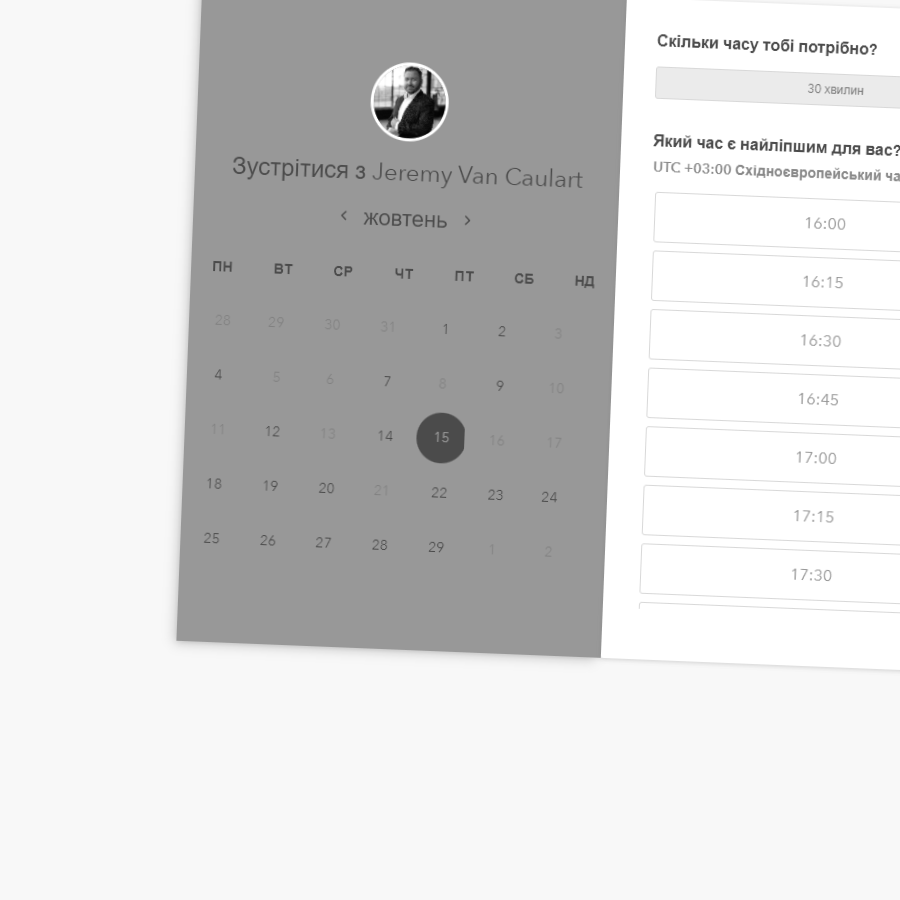 Зустрітися з Jeremy Van Caulart
‹ жовтень ›
ПН ВТ СР ЧТ ПТ СБ НД
28 29 30 31 1 2 3
4 5 6 7 8 9 10
11 12 13 14 15 16 17
18 19 20 21 22 23 24
25 26 27 28 29 1 2
Скільки часу тобі потрібно?
30 хвилин
Який час є найліпшим для вас?
UTC +03:00 Східноєвропейський
16:00
16:15
16:30
16:45
17:00
17:15
17:30